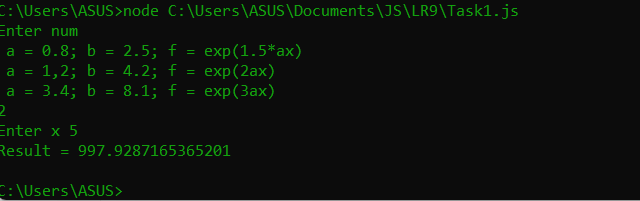 C:\Users\ASUS>node C:\Users\ASUS\Documents\JS\LR9\Task1.js
Enter num
a = 0.8; b = 2.5; f = exp(1.5*ax)
a = 1,2; b = 4.2; f = exp(2ax)
a = 3.4; b = 8.1; f = exp(3ax)
2
Enter x 5
Result = 997.9287165365201
C:\Users\ASUS>